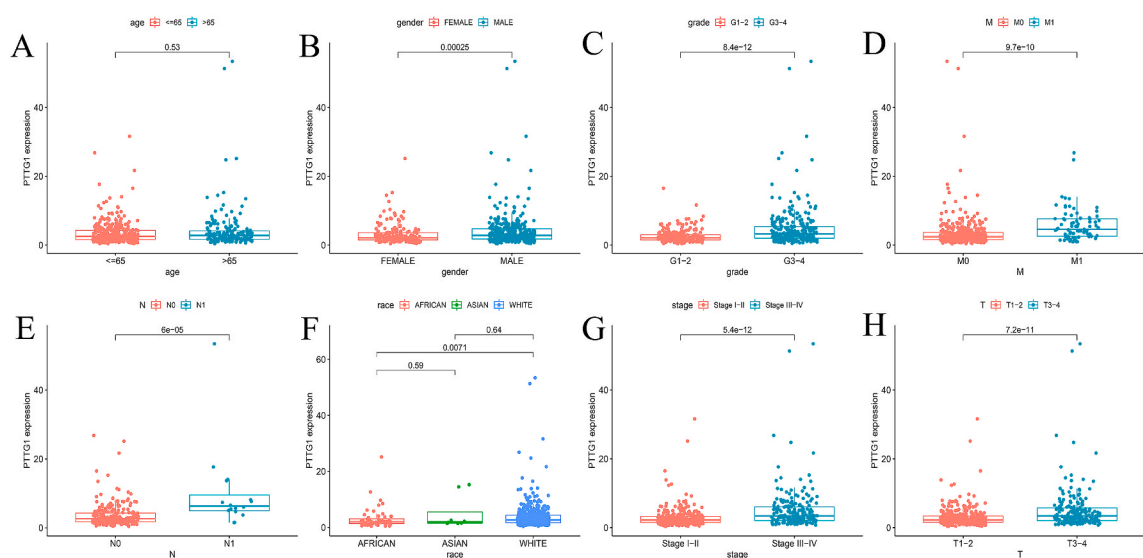 A
age <=65 >65
0.53
PTTG1 expression
40
20
0
<=65 >65
age
B
gender FEMALE MALE
0.00025
PTTG1 expression
40
20
0
FEMALE MALE
gender
C
grade G1-2 G3-4
8.4e-12
PTTG1 expression
40
20
0
G1-2 G3-4
grade
D
M M0 M1
9.7e-10
PTTG1 expression
40
20
0
M0 M1
M
E
N N0 N1
6e-05
PTTG1 expression
40
20
0
N0 N1
N
F
race AFRICAN ASIAN WHITE
0.64
0.0071
0.59
PTTG1 expression
60
40
20
0
AFRICAN ASIAN WHITE
race
G
stage Stage I-II Stage III-IV
5.4e-12
PTTG1 expression
40
20
0
Stage I-II Stage III-IV
stage
H
T T1-2 T3-4
7.2e-11
PTTG1 expression
40
20
0
T1-2 T3-4
T